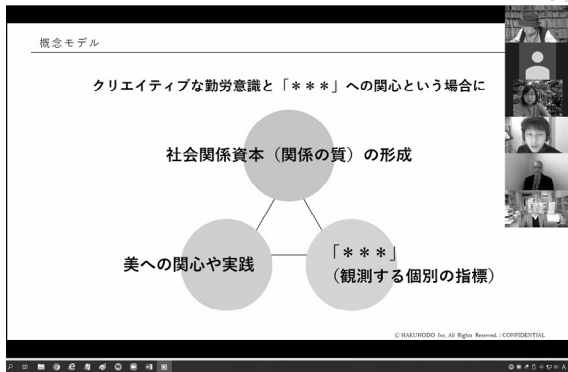 概念モデル
クリエイティブな勤労意識と「＊＊＊」への関心という場合に
社会関係資本（関係の質）の形成
美への関心や実践
「＊＊＊」
（観測する個別の指標）
© HAKUHODO Inc, All Rights Reserved. | CONFIDENTIAL